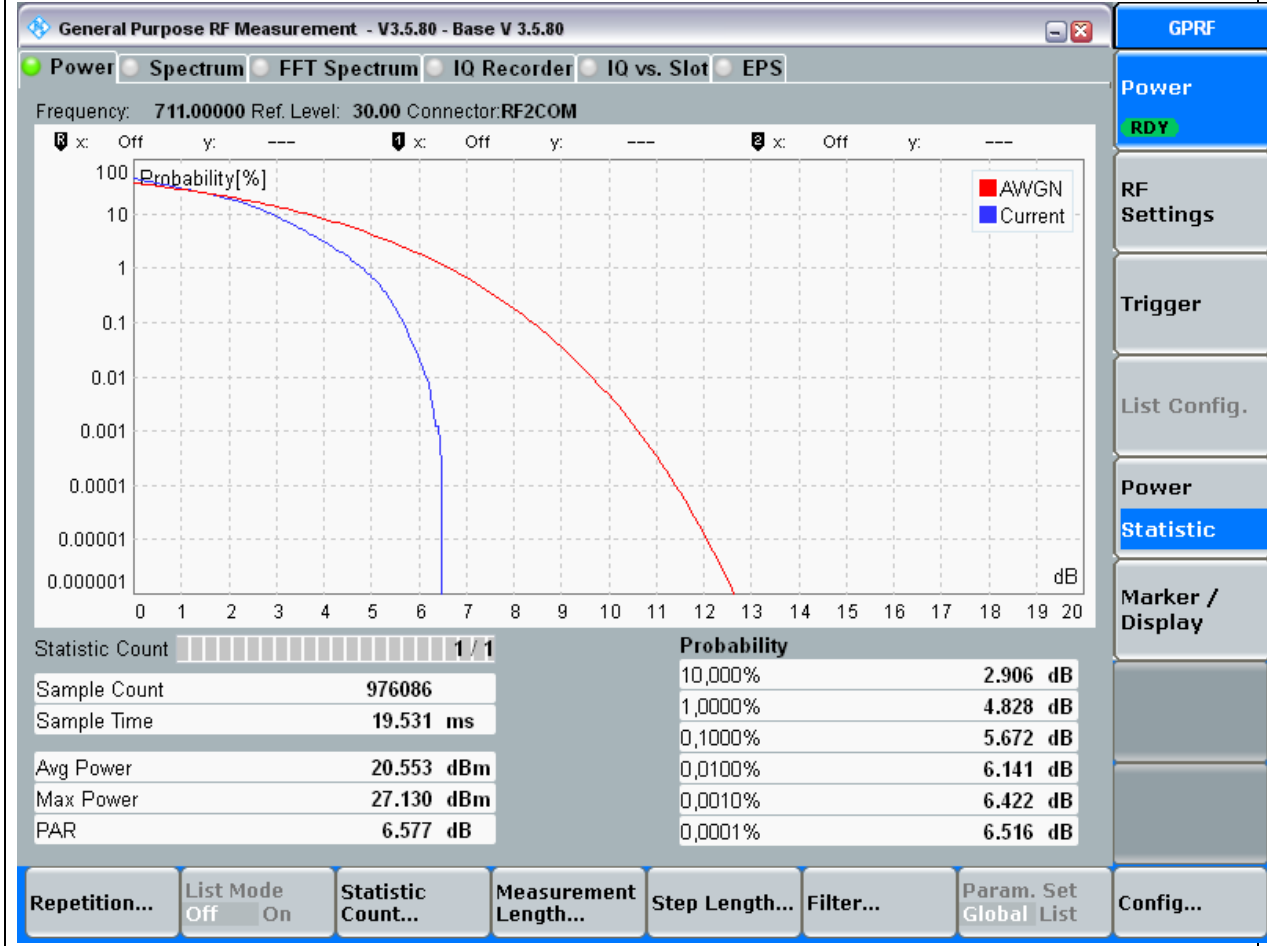 General Purpose RF Measurement - V3.5.80 - Base V 3.5.80
GPRF
Power Spectrum FFT Spectrum IQ Recorder IQ vs. Slot EPS
Frequency: 711.00000 Ref. Level: 30.00 Connector:RF2COM
R x: Off y: --- 1 x: Off y: --- 2 x: Off y: ---
Probability[%]
AWGN
Current
100
10
1
0.1
0.01
0.001
0.0001
0.00001
0.000001
dB
0 1 2 3 4 5 6 7 8 9 10 11 12 13 14 15 16 17 18 19 20
Statistic Count 1 / 1
Sample Count 976086
Sample Time 19.531 ms
Avg Power 20.553 dBm
Max Power 27.130 dBm
PAR 6.577 dB
Probability
10,000% 2.906 dB
1,0000% 4.828 dB
0,1000% 5.672 dB
0,0100% 6.141 dB
0,0010% 6.422 dB
0,0001% 6.516 dB
Power
RDY
RF
Settings
Trigger
List Config.
Power
Statistic
Marker /
Display
Repetition...
List Mode
Off On
Statistic
Count...
Measurement
Length...
Step Length...
Filter...
Param. Set
Global List
Config...